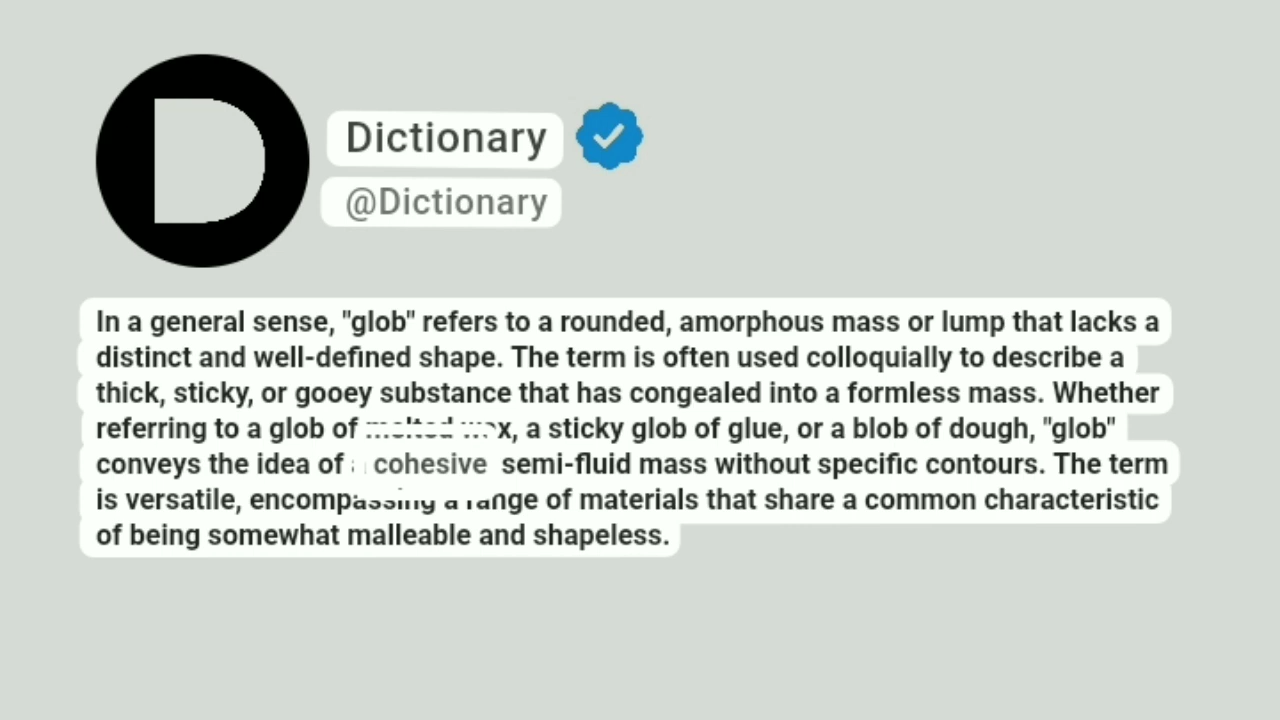 D
Dictionary
@Dictionary
In a general sense, "glob" refers to a rounded, amorphous mass or lump that lacks a
distinct and well-defined shape. The term is often used colloquially to describe a
thick, sticky, or gooey substance that has congealed into a formless mass. Whether
referring to a glob of melted wax, a sticky glob of glue, or a blob of dough, "glob"
conveys the idea of cohesive semi-fluid mass without specific contours. The term
is versatile, encompassing a range of materials that share a common characteristic
of being somewhat malleable and shapeless.